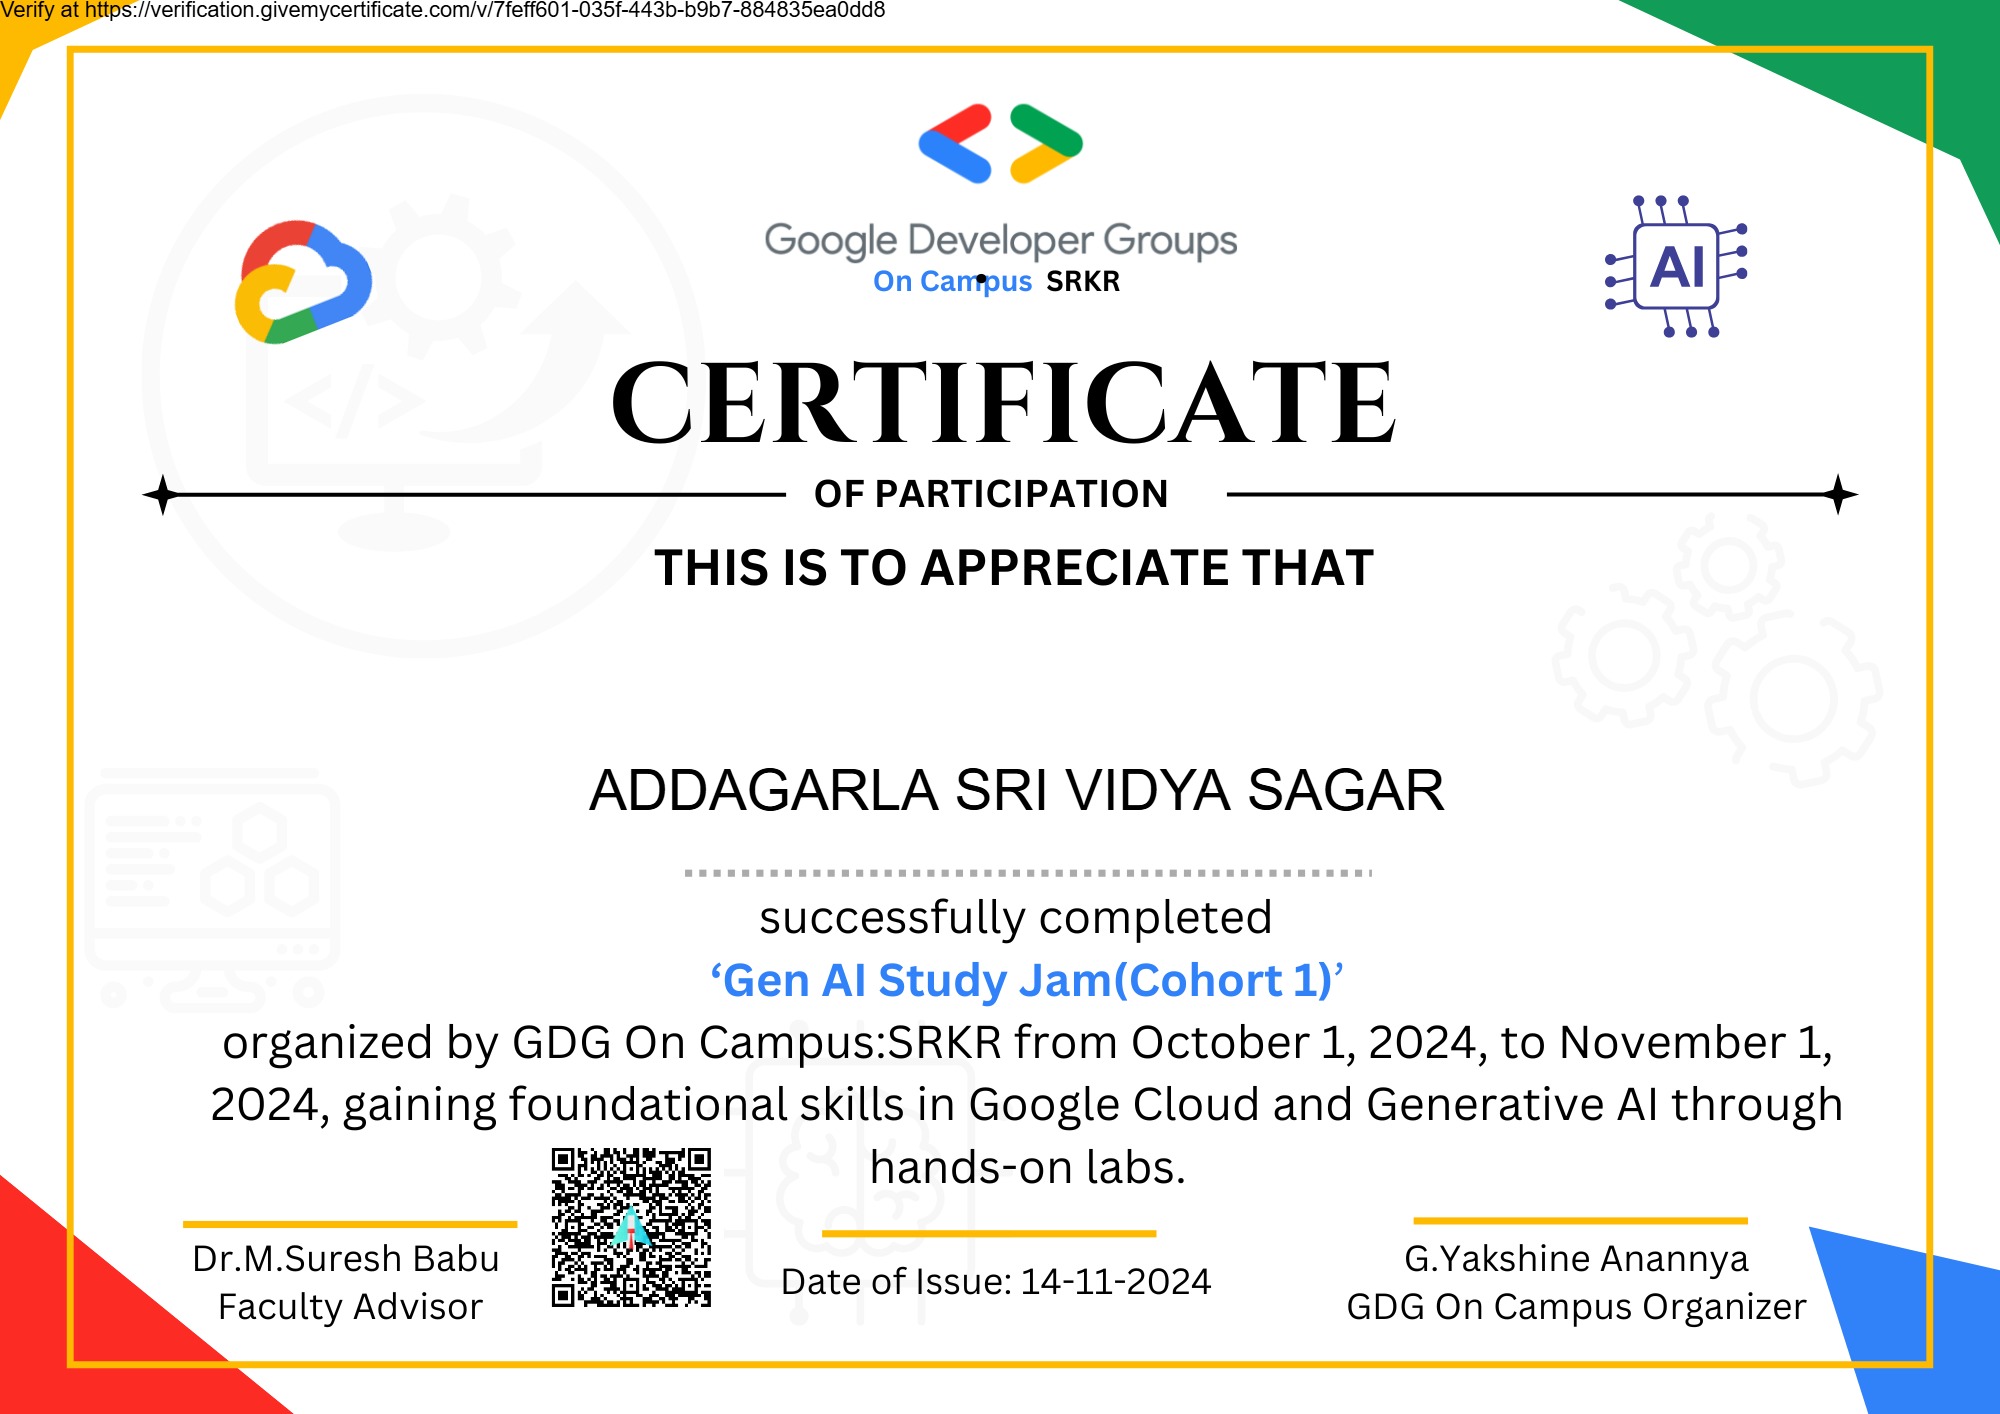 Verify at https://verification.givemycertificate.com/v/7feff601-035f-443b-b9b7-884835ea0dd8
Google Developer Groups
On Campus SRKR
AI
</>
CERTIFICATE
OF PARTICIPATION
THIS IS TO APPRECIATE THAT
ADDAGARLA SRI VIDYA SAGAR
successfully completed
‘Gen AI Study Jam(Cohort 1)’
organized by GDG On Campus:SRKR from October 1, 2024, to November 1,
2024, gaining foundational skills in Google Cloud and Generative AI through
hands-on labs.
Dr.M.Suresh Babu
Faculty Advisor
Date of Issue: 14-11-2024
G.Yakshine Anannya
GDG On Campus Organizer